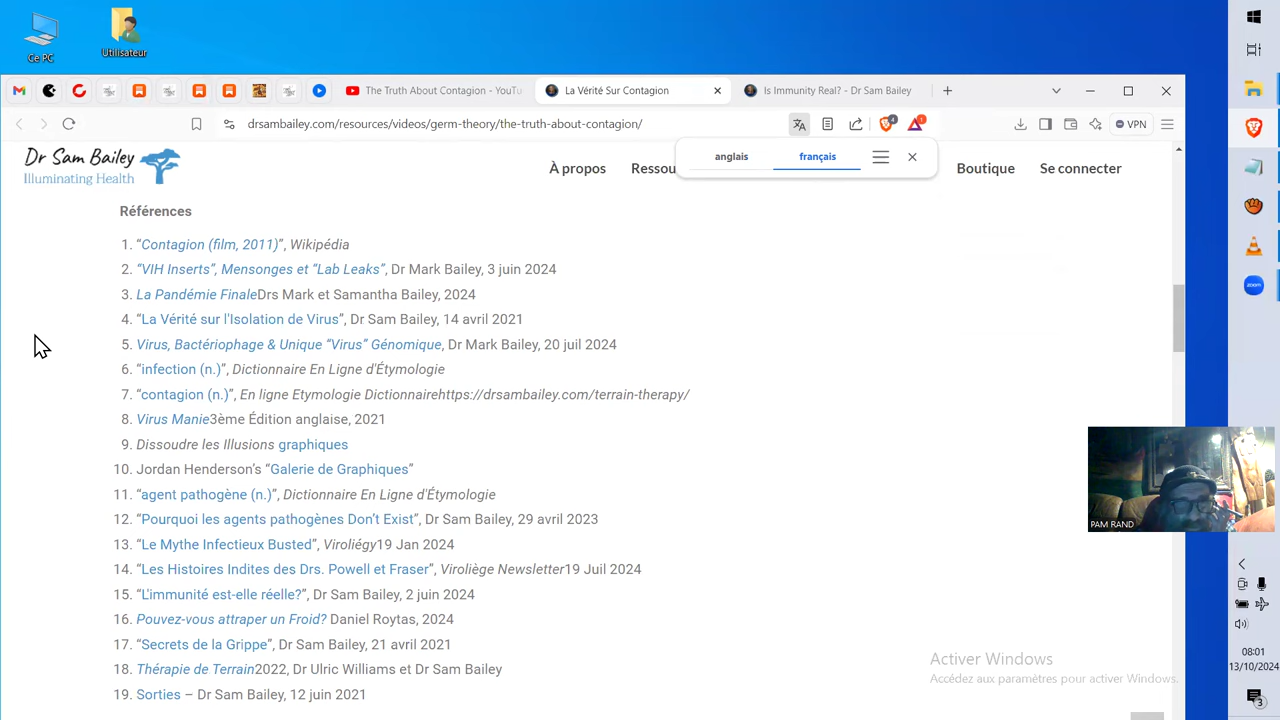 Ce PC
Utilisateur
The Truth About Contagion - YouTu
La Vérité Sur Contagion
Is Immunity Real? - Dr Sam Bailey
drsambailey.com/resources/videos/germ-theory/the-truth-about-contagion/
4
1
VPN
anglais
français
Dr Sam Bailey
Illuminating Health
À propos
Ressou
Boutique
Se connecter
Références
1. “Contagion (film, 2011)”, Wikipédia
2. “VIH Inserts”, Mensonges et “Lab Leaks”, Dr Mark Bailey, 3 juin 2024
3. La Pandémie FinaleDrs Mark et Samantha Bailey, 2024
4. “La Vérité sur l'Isolation de Virus”, Dr Sam Bailey, 14 avril 2021
5. Virus, Bactériophage & Unique “Virus” Génomique, Dr Mark Bailey, 20 juil 2024
6. “infection (n.)”, Dictionnaire En Ligne d'Étymologie
7. “contagion (n.)”, En ligne Etymologie Dictionnairehttps://drsambailey.com/terrain-therapy/
8. Virus Manie3ème Édition anglaise, 2021
9. Dissoudre les Illusions graphiques
10. Jordan Henderson’s “Galerie de Graphiques”
11. “agent pathogène (n.)”, Dictionnaire En Ligne d'Étymologie
12. “Pourquoi les agents pathogènes Don’t Exist”, Dr Sam Bailey, 29 avril 2023
13. “Le Mythe Infectieux Busted”, Viroliégy19 Jan 2024
14. “Les Histoires Indites des Drs. Powell et Fraser”, Viroliège Newsletter19 Juil 2024
15. “L'immunité est-elle réelle?”, Dr Sam Bailey, 2 juin 2024
16. Pouvez-vous attraper un Froid? Daniel Roytas, 2024
17. “Secrets de la Grippe”, Dr Sam Bailey, 21 avril 2021
18. Thérapie de Terrain2022, Dr Ulric Williams et Dr Sam Bailey
19. Sorties – Dr Sam Bailey, 12 juin 2021
PAM RAND
Activer Windows
Accédez aux paramètres pour activer Windows.
zoom
08:01
13/10/2024
3